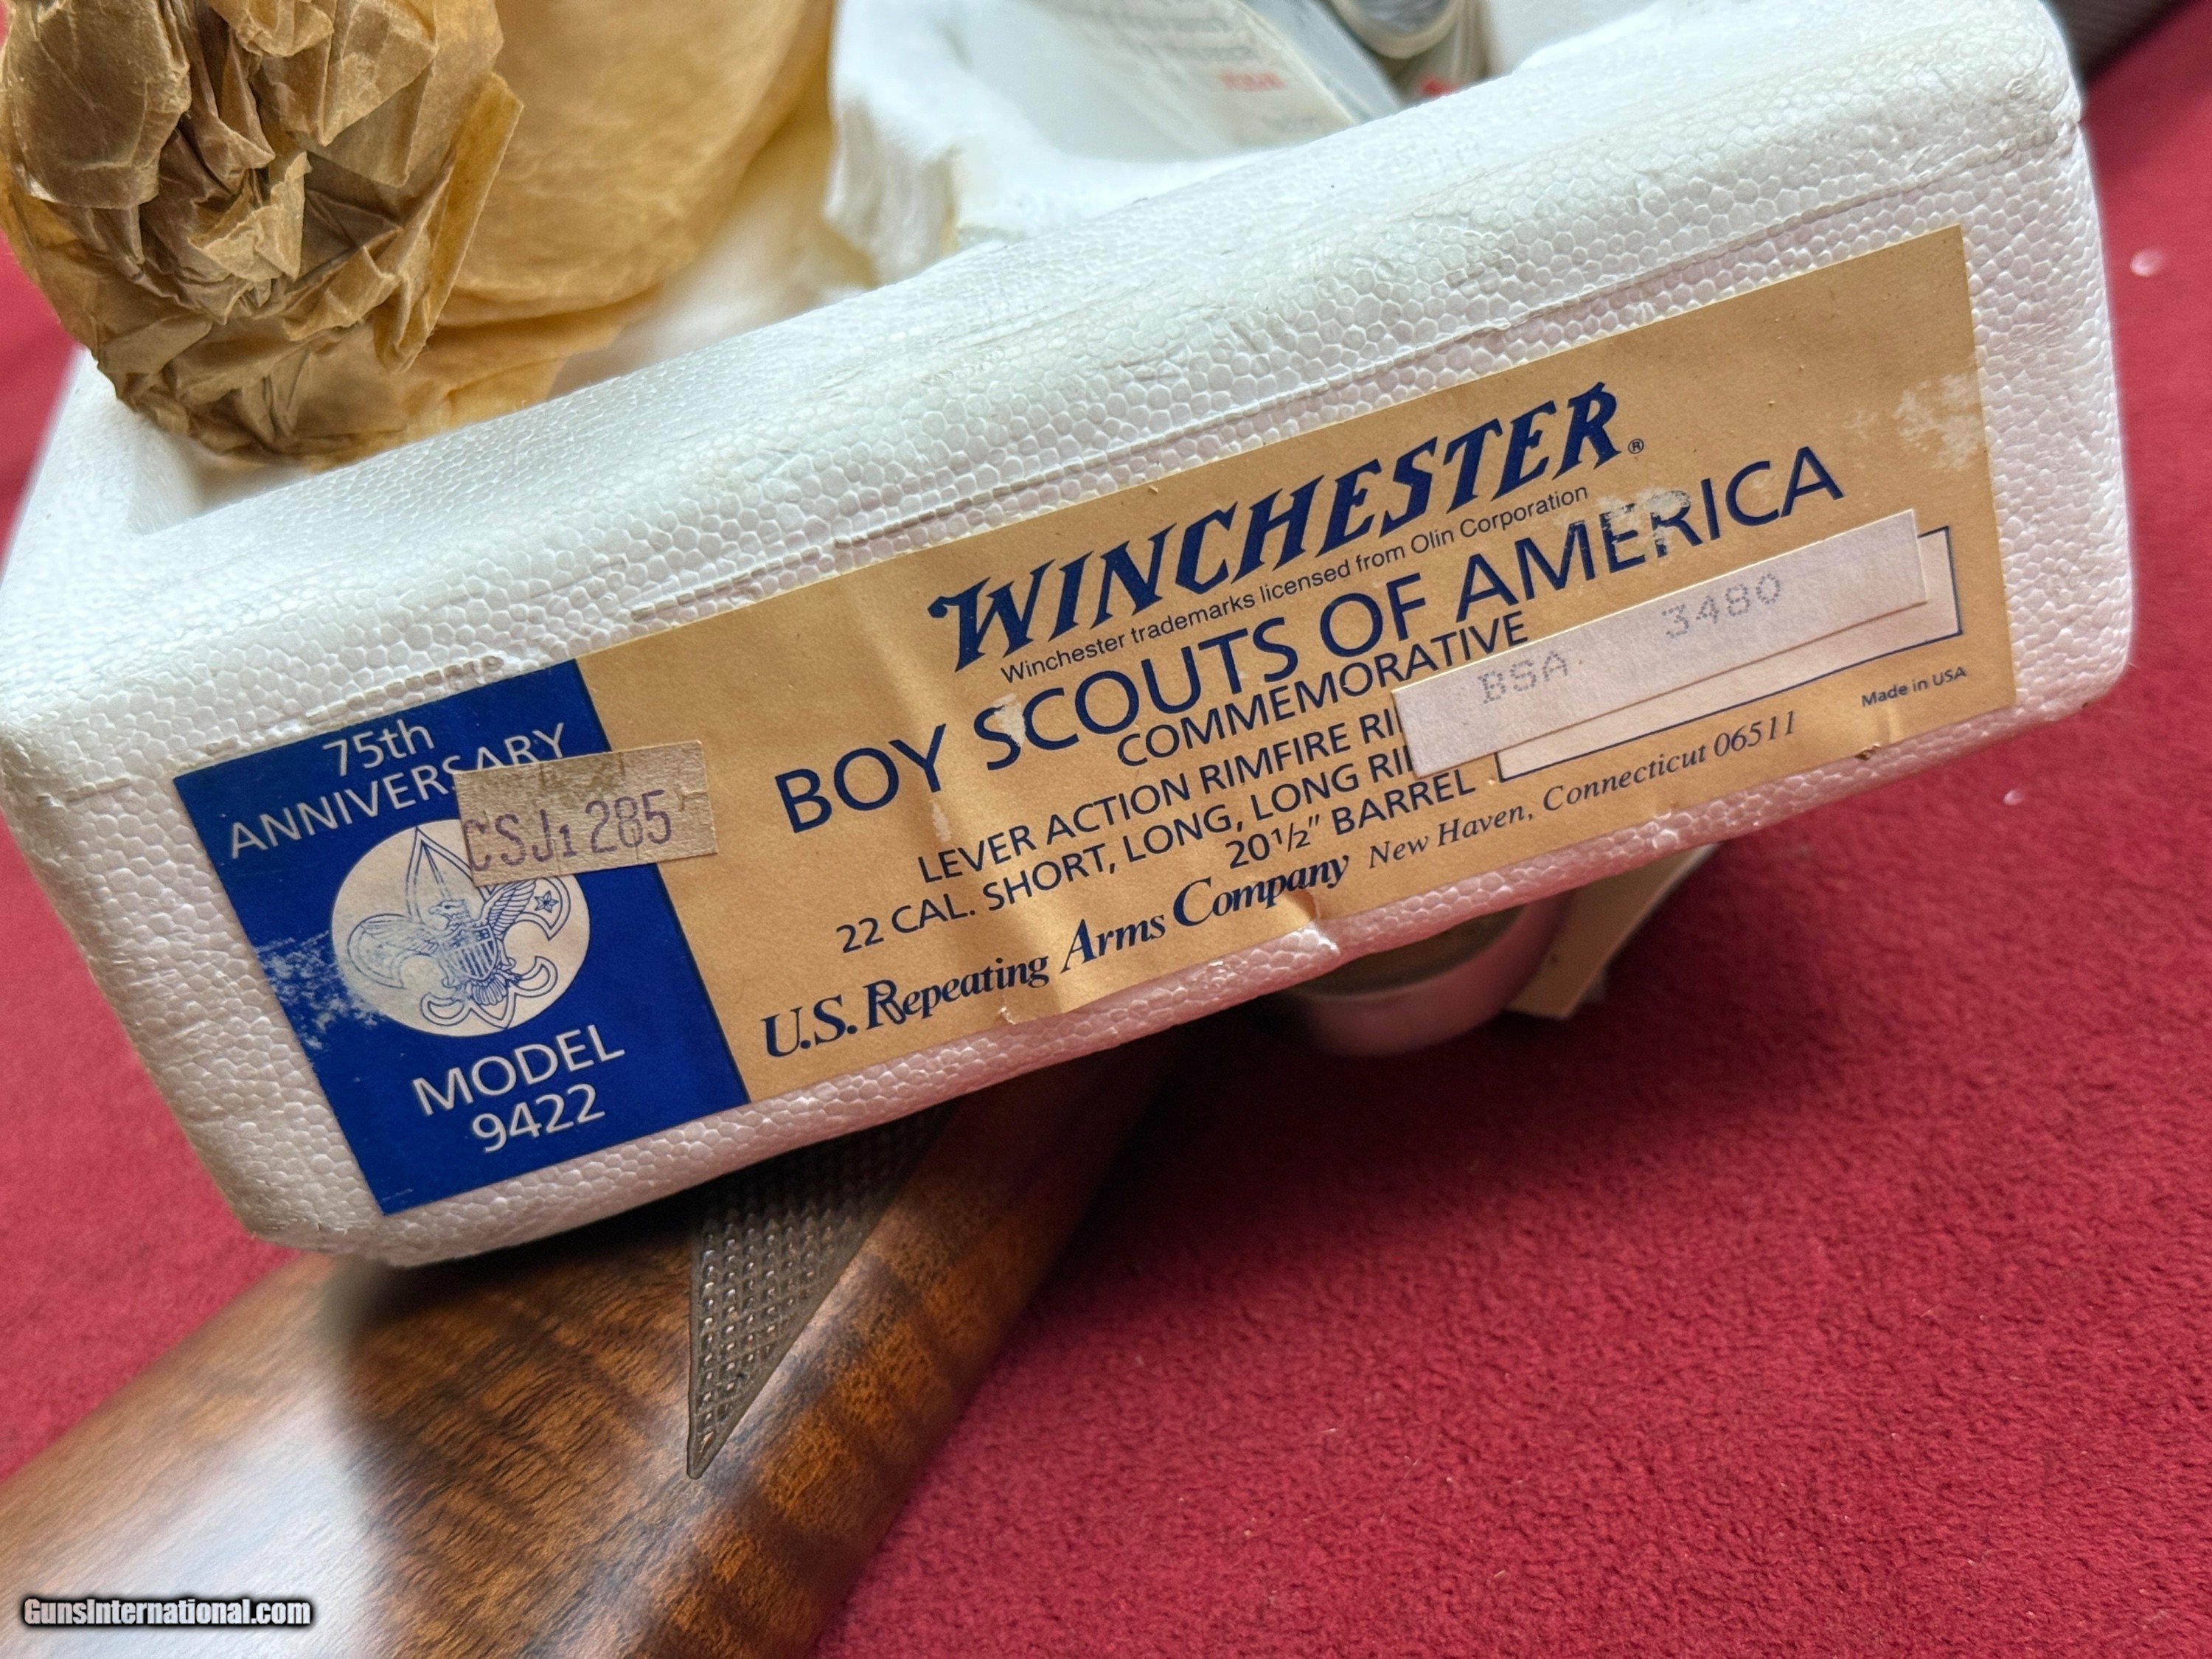 75th
ANNIVERSARY
CSJ1 285
MODEL
9422
WINCHESTER®
Winchester trademarks licensed from Olin Corporation
BOY SCOUTS OF AMERICA
COMMEMORATIVE
LEVER ACTION RIMFIRE RI
22 CAL. SHORT, LONG, LONG RI
20½" BARREL
BSA 3480
U.S. Repeating Arms Company New Haven, Connecticut 06511
Made in USA
GunsInternational.com